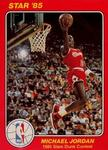 STAR '85
MICHAEL JORDAN
1985 Slam Dunk Contest